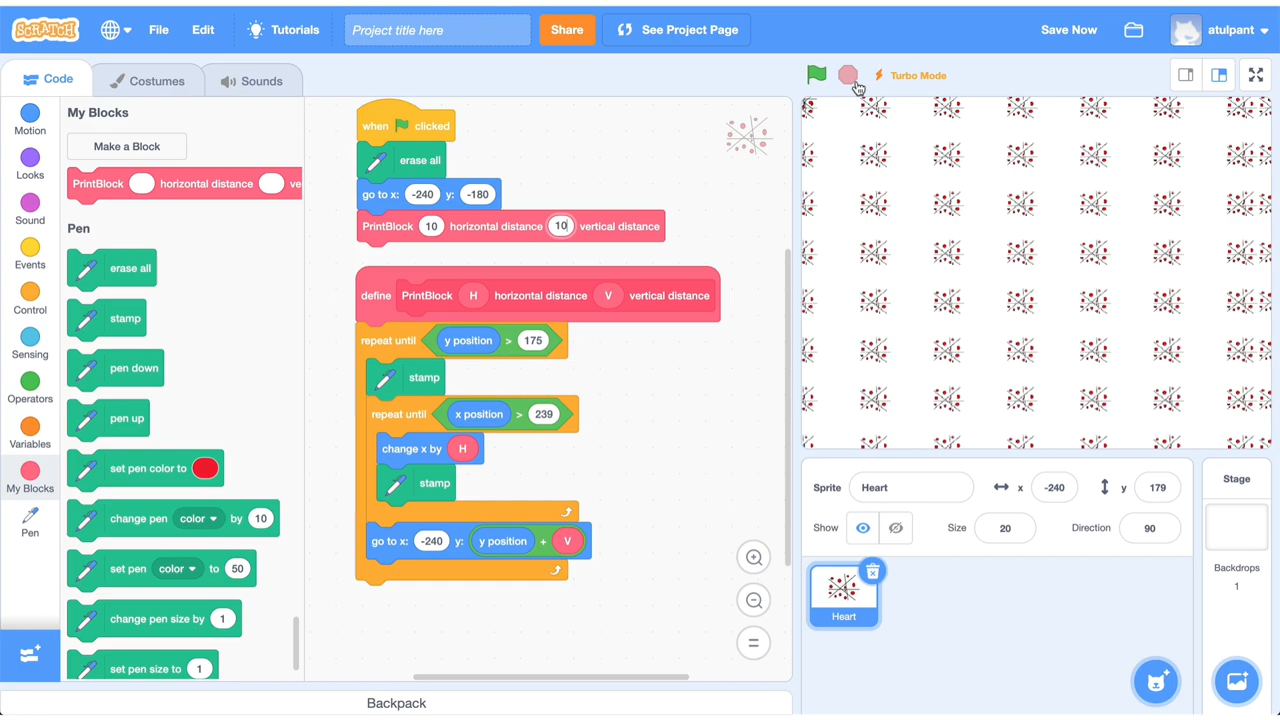 SCRATCH File Edit Tutorials Project title here Share See Project Page Save Now atulpant
Code Costumes Sounds Turbo Mode
Motion
Looks
Sound
Events
Control
Sensing
Operators
Variables
My Blocks
Pen
My Blocks
Make a Block
PrintBlock horizontal distance ve
Pen
erase all
stamp
pen down
pen up
set pen color to
change pen color by 10
set pen color to 50
change pen size by 1
set pen size to 1
when clicked
erase all
go to x: -240 y: -180
PrintBlock 10 horizontal distance 10 vertical distance
define PrintBlock H horizontal distance V vertical distance
repeat until y position > 175
stamp
repeat until x position > 239
change x by H
stamp
go to x: -240 y: y position + V
Backpack
Sprite Heart x -240 y 179
Show Size 20 Direction 90
Heart
Stage
Backdrops
1